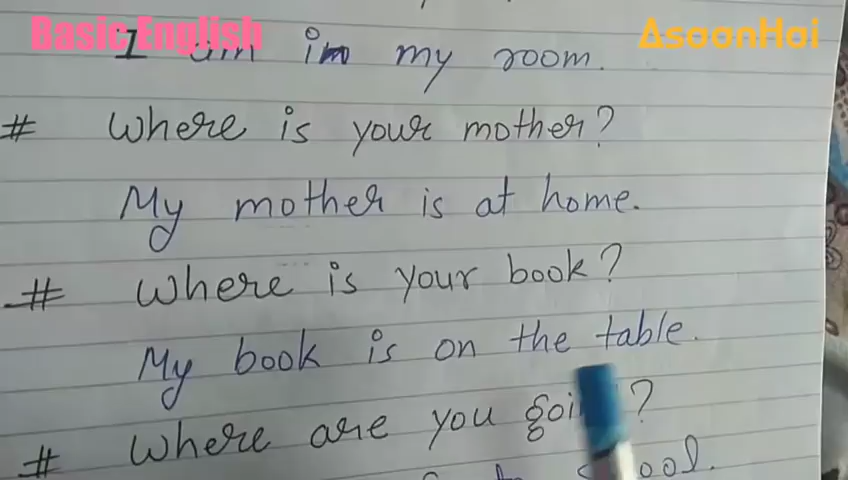 Basic English
AsaanHai
I am in my room.
# Where is your mother?
My mother is at home.
# Where is your book?
My book is on the table.
# Where are you goi ?